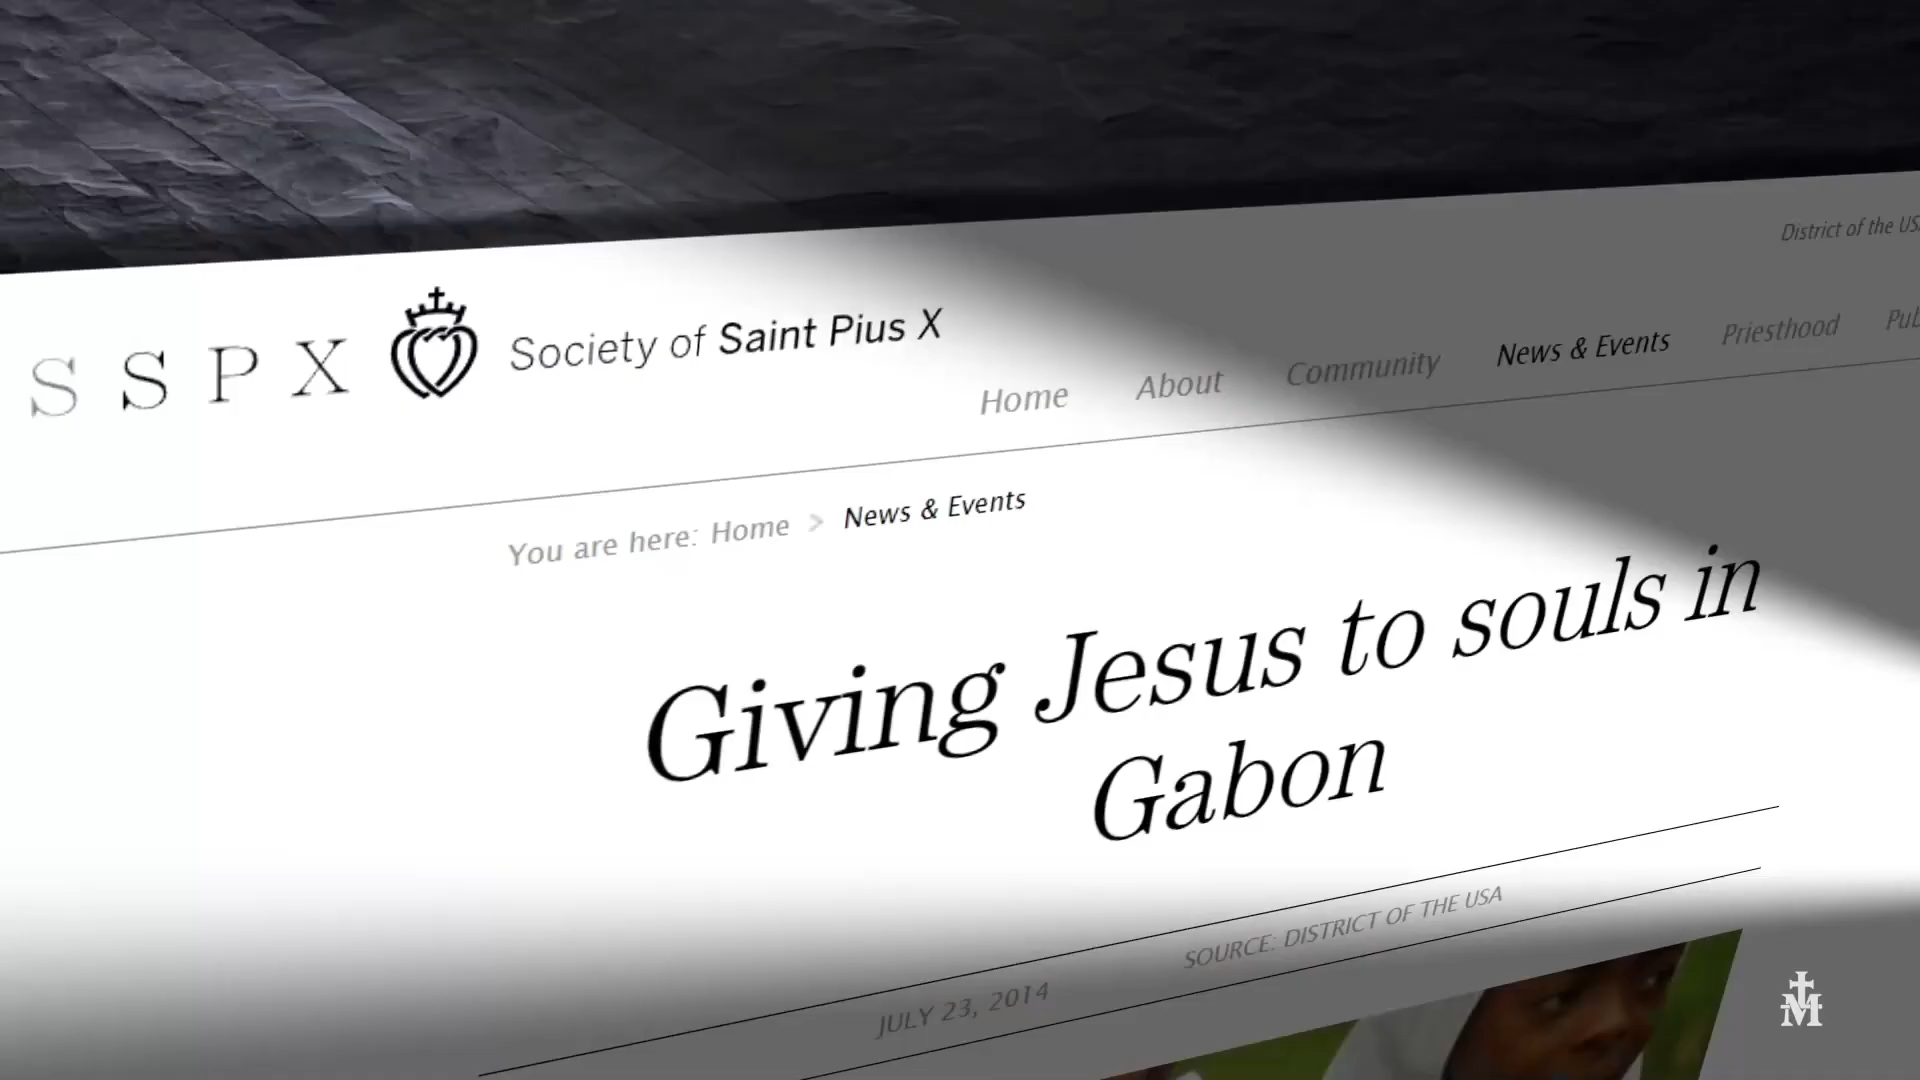 District of the US
S S P X Society of Saint Pius X
Home About Community News & Events Priesthood
You are here: Home > News & Events
Giving Jesus to souls in
Gabon
JULY 23, 2014 SOURCE: DISTRICT OF THE USA
M